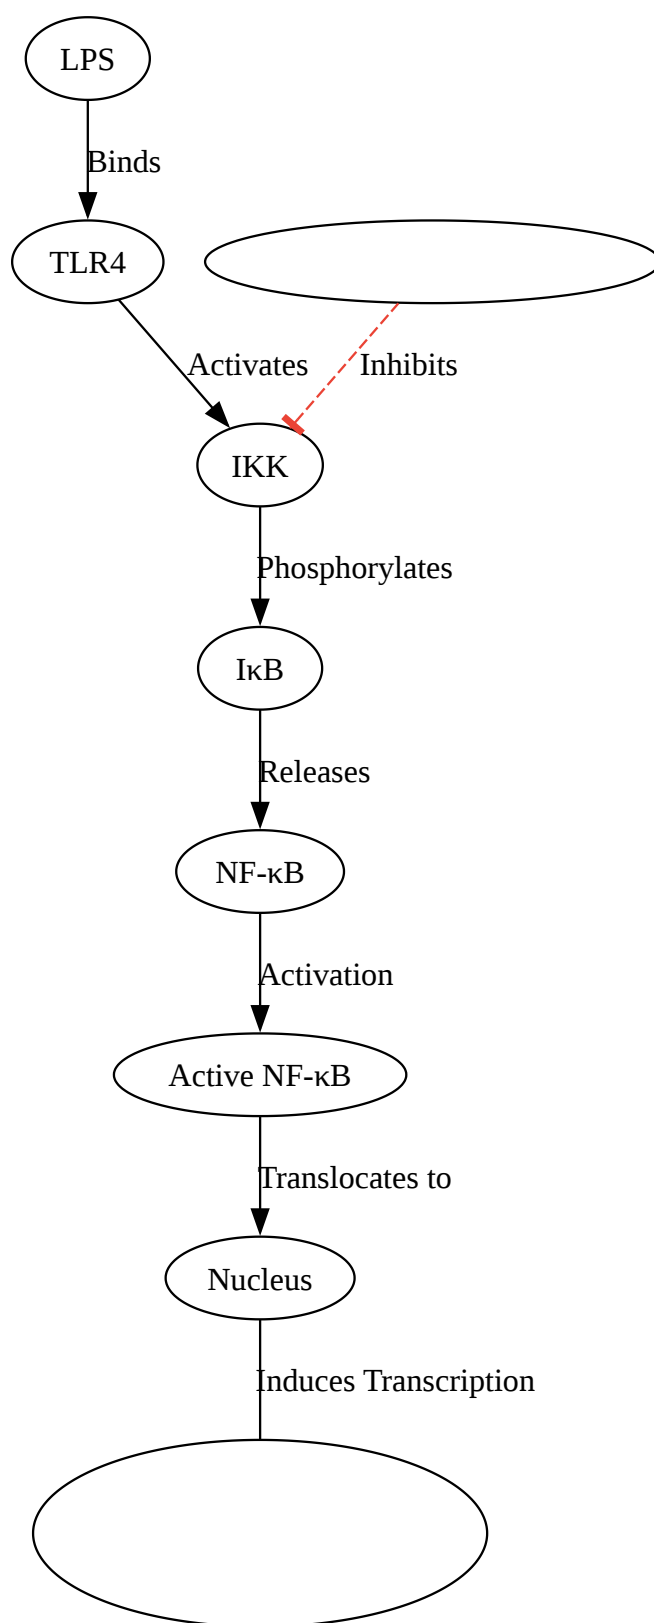 LPS
Binds
TLR4
Activates
Inhibits
IKK
Phosphorylates
IκB
Releases
NF-κB
Activation
Active NF-κB
Translocates to
Nucleus
Induces Transcription